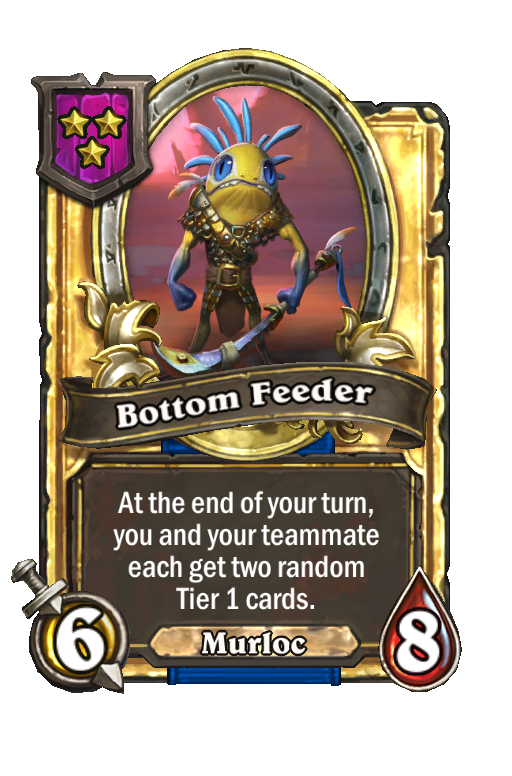 Bottom Feeder
At the end of your turn,
you and your teammate
each get two random
Tier 1 cards.
6
Murloc
8